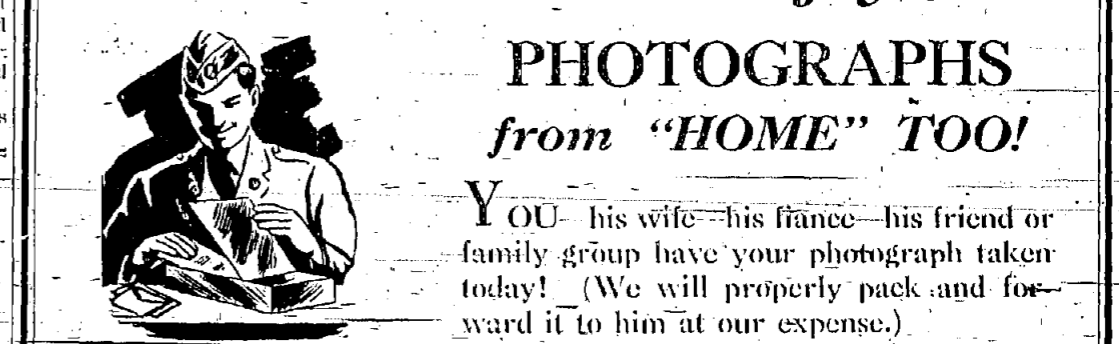 PHOTOGRAPHS
from "HOME" TOO!
YOU—his wife—his fiance—his friend or
family group have your photograph taken
today! (We will properly pack and for-
ward it to him at our expense.)